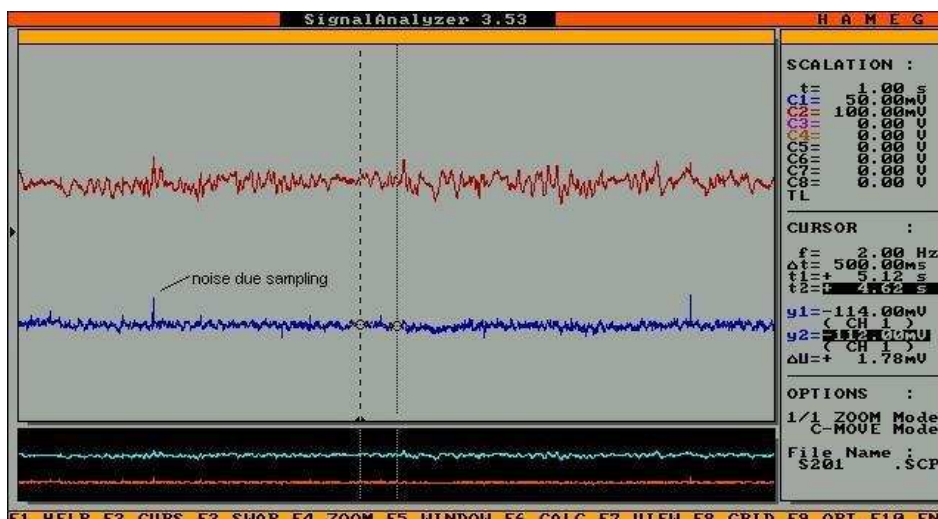 SignalAnalyzer 3.53
H A M E G
SCALATION :
t= 1.00 s
C1= 50.00mV
C2= 100.00mV
C3= 0.00 V
C4= 0.00 V
C5= 0.00 V
C6= 0.00 V
C7= 0.00 V
C8= 0.00 V
TL
CURSOR :
f= 2.00 Hz
Δt= 500.00ms
t1=+ 5.12 s
t2=+ 4.62 s
noise due sampling
y1=-114.00mV
( CH 1 )
y2=-112.00mV
( CH 1 )
ΔU=+ 1.78mV
OPTIONS :
1/1 ZOOM Mode
C-MOVE Mode
File Name :
S201 .SCP
F1 HELP F2 CURS F3 SWAP F4 ZOOM F5 WINDOW F6 CALC F7 VIEW F8 GRID F9 OPT F10 EN